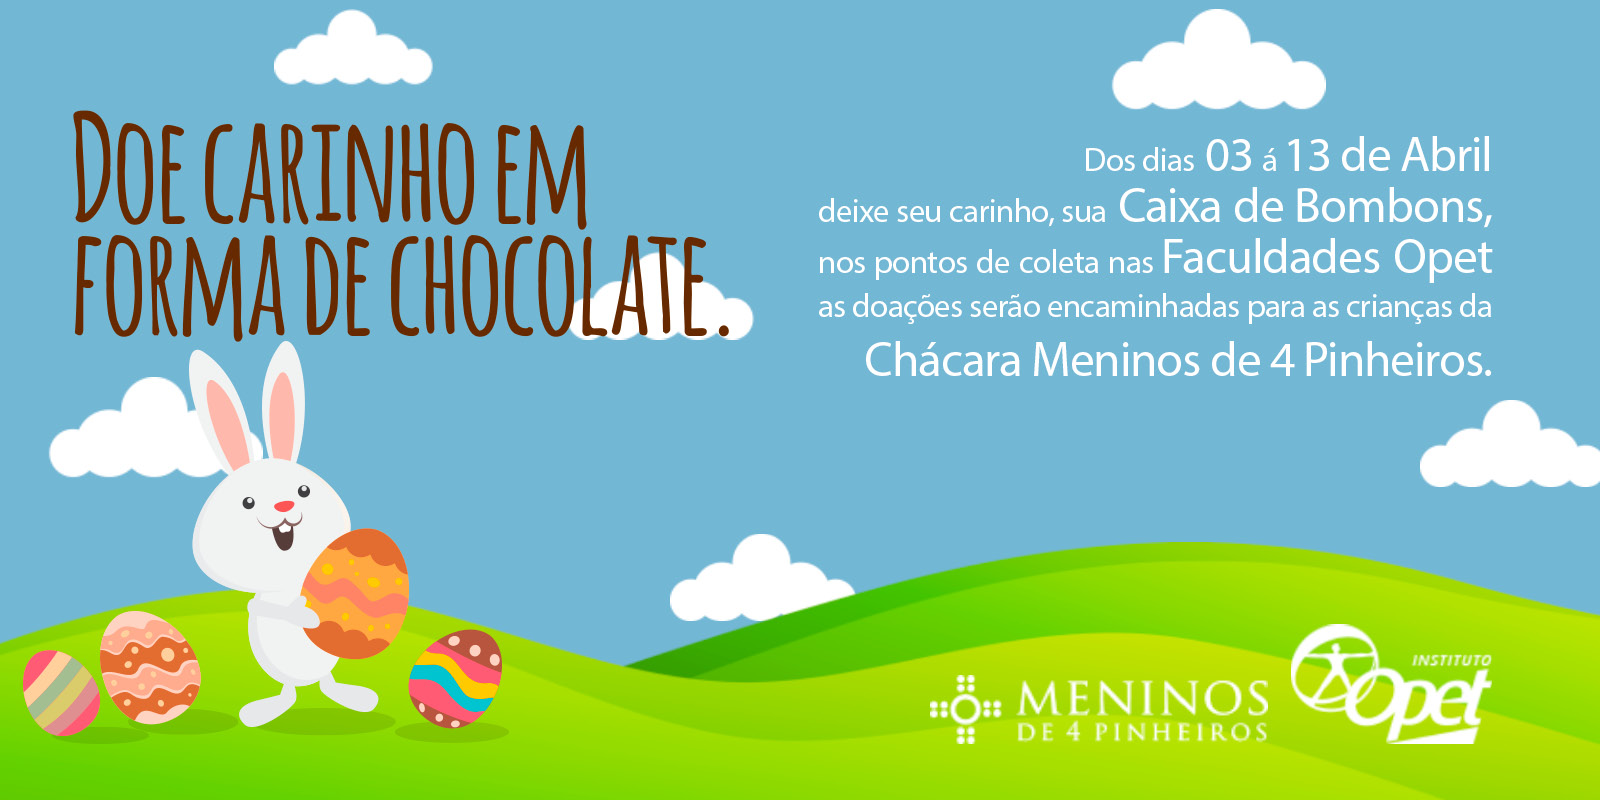 DOE CARINHO EM
FORMA DE CHOCOLATE.
Dos dias 03 á 13 de Abril
deixe seu carinho, sua Caixa de Bombons,
nos pontos de coleta nas Faculdades Opet
as doações serão encaminhadas para as crianças da
Chácara Meninos de 4 Pinheiros.
MENINOS
DE 4 PINHEIROS
INSTITUTO
Opet